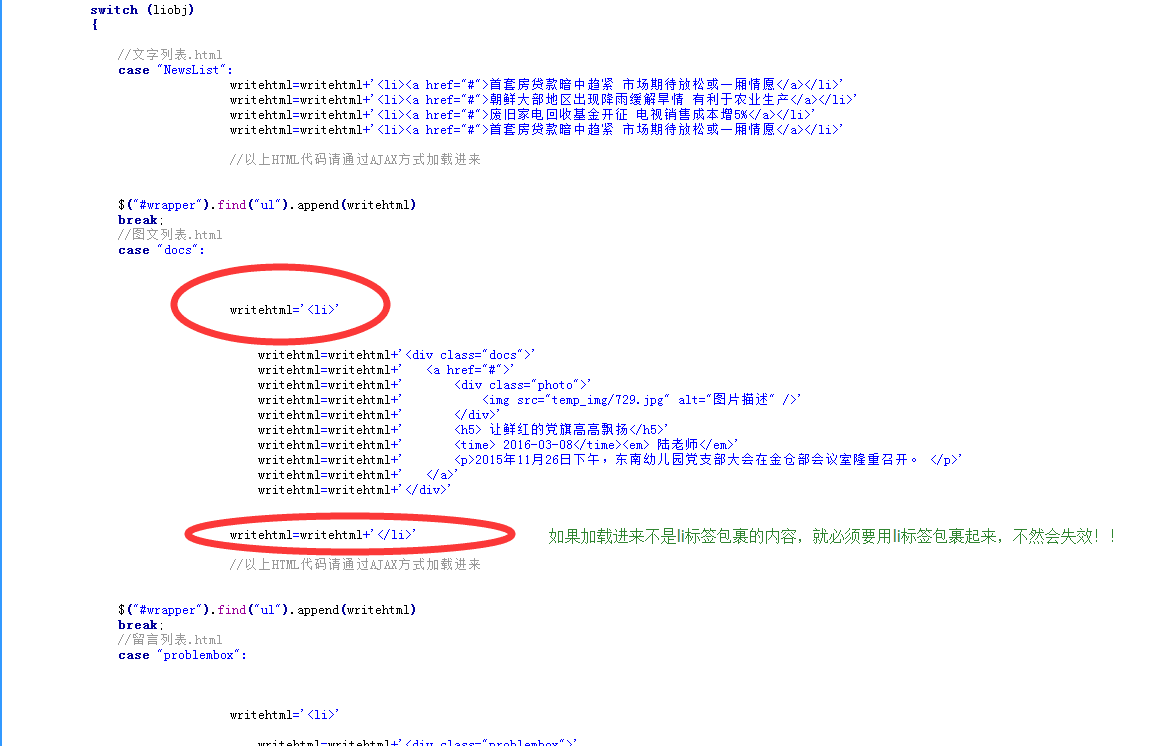 switch (liobj)
{
//文字列表.html
case "NewsList":
writehtml=writehtml+'<li><a href="#">首套房贷款暗中趋紧 市场期待放松或一厢情愿</a></li>'
writehtml=writehtml+'<li><a href="#">朝鲜大部地区出现降雨缓解旱情 有利于农业生产</a></li>'
writehtml=writehtml+'<li><a href="#">废旧家电回收基金开征 电视销售成本增5%</a></li>'
writehtml=writehtml+'<li><a href="#">首套房贷款暗中趋紧 市场期待放松或一厢情愿</a></li>'
//以上HTML代码请通过AJAX方式加载进来
$("#wrapper").find("ul").append(writehtml)
break;
//图文列表.html
case "docs":
writehtml='<li>'
writehtml=writehtml+'<div class="docs">'
writehtml=writehtml+'   <a href="#">'
writehtml=writehtml+'       <div class="photo">'
writehtml=writehtml+'           <img src="temp_img/729.jpg" alt="图片描述" />'
writehtml=writehtml+'       </div>'
writehtml=writehtml+'       <h5> 让鲜红的党旗高高飘扬</h5>'
writehtml=writehtml+'       <time> 2016-03-08</time><em> 陆老师</em>'
writehtml=writehtml+'       <p>2015年11月26日下午，东南幼儿园党支部大会在金仓部会议室隆重召开。 </p>'
writehtml=writehtml+'   </a>'
writehtml=writehtml+'</div>'
writehtml=writehtml+'</li>' 如果加载进来不是li标签包裹的内容，就必须要用li标签包裹起来，不然会失效！！
//以上HTML代码请通过AJAX方式加载进来
$("#wrapper").find("ul").append(writehtml)
break;
//留言列表.html
case "problembox":
writehtml='<li>'
writehtml=writehtml+'<div class="problembox">'